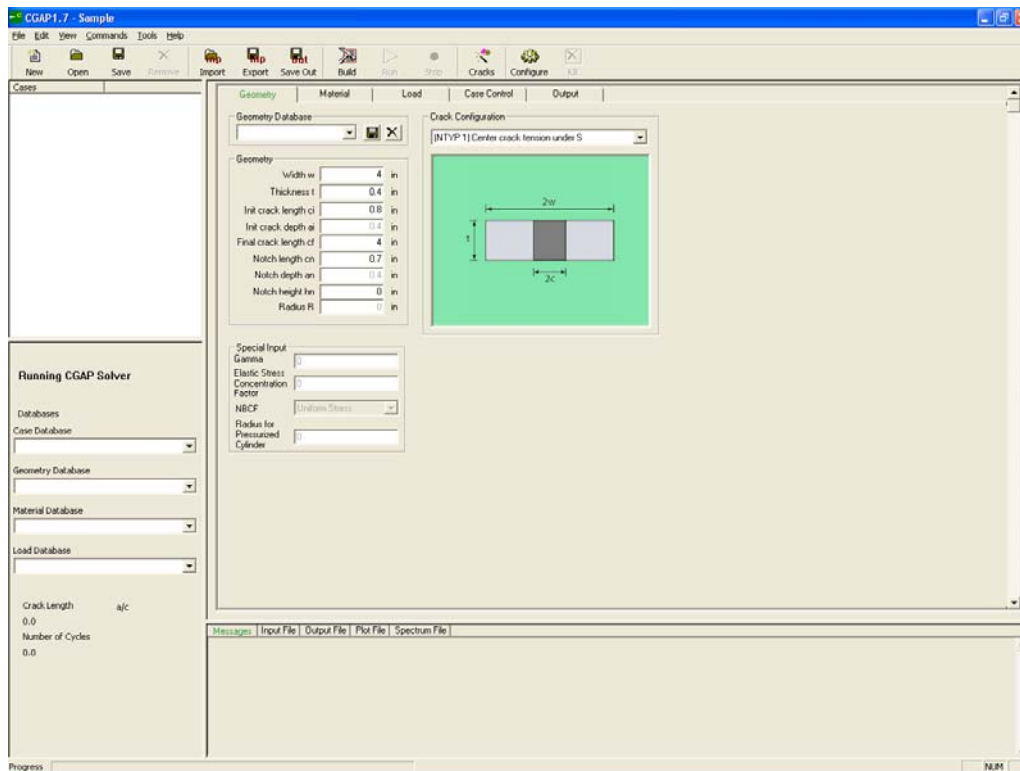 CGAP1.7 - Sample
File Edit View Commands Tools Help
New Open Save Remove Import Export Save Out Build Run Stop Cracks Configure Kill
Cases
Geometry Material Load Case Control Output
Geometry Database
Crack Configuration
[NTYP 1] Center crack tension under S
Geometry
Width w 4 in
Thickness t 0.4 in
Init crack length ci 0.8 in
Init crack depth ai 0.4 in
Final crack length cf 4 in
Notch length cn 0.7 in
Notch depth an 0.4 in
Notch height hn 0 in
Radius R 0 in
2w
t
2c
Special Input
Gamma 0
Elastic Stress
Concentration 0
Factor
NBCF Uniform Stress
Radius for
Pressurized 0
Cylinder
Running CGAP Solver
Databases
Case Database
Geometry Database
Material Database
Load Database
Crack Length a/c
0.0
Number of Cycles
0.0
Messages Input File Output File Plot File Spectrum File
Progress NUM